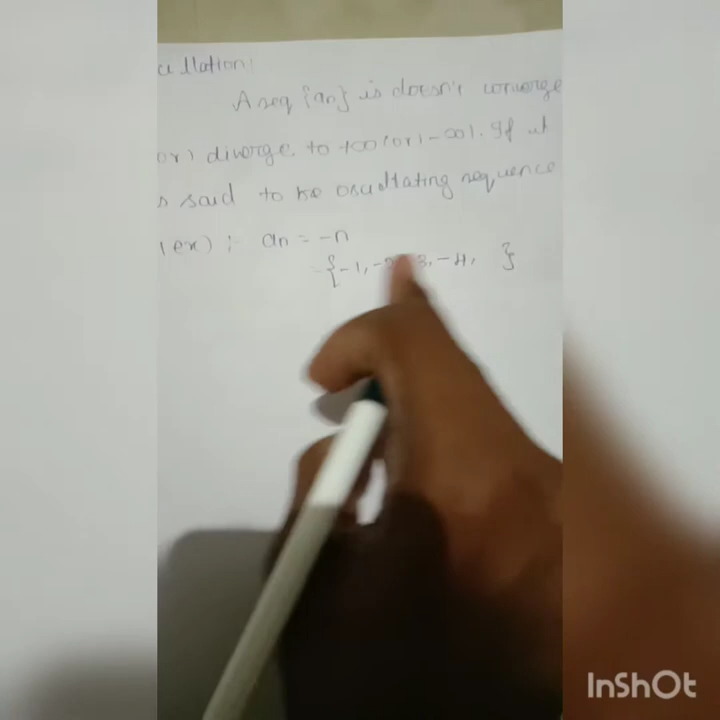 cillation:
A seq {an} is doesn't converge
(or) diverge to +∞ (or) -∞). If it
s said to be oscillating sequence
(ex) :- an = -n
= {-1, -2, -3, -4, }
InShOt